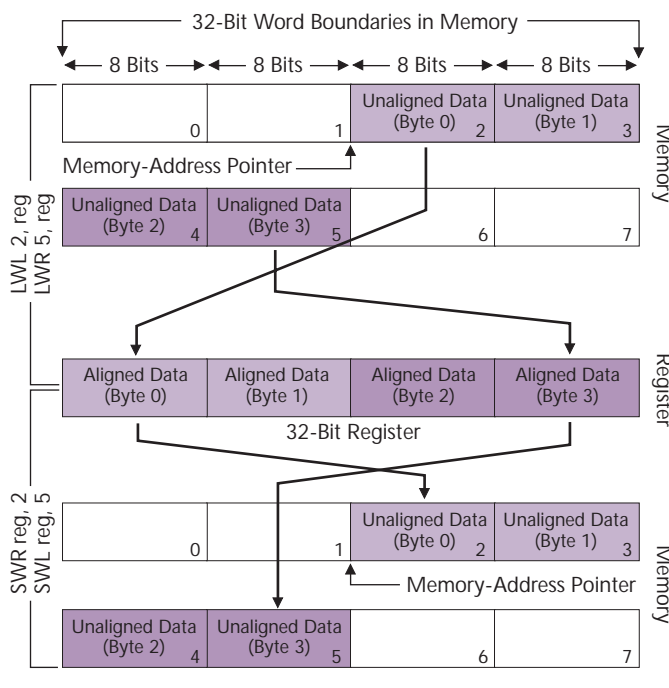 32-Bit Word Boundaries in Memory
8 Bits 8 Bits 8 Bits 8 Bits
0
1
Unaligned Data
(Byte 0) 2
Unaligned Data
(Byte 1) 3
Memory-Address Pointer
Unaligned Data
(Byte 2) 4
Unaligned Data
(Byte 3) 5
6
7
Memory
LWL 2, reg
LWR 5, reg
Aligned Data
(Byte 0)
Aligned Data
(Byte 1)
Aligned Data
(Byte 2)
Aligned Data
(Byte 3)
Register
32-Bit Register
SWR reg, 2
SWL reg, 5
0
1
Unaligned Data
(Byte 0) 2
Unaligned Data
(Byte 1) 3
Memory-Address Pointer
Unaligned Data
(Byte 2) 4
Unaligned Data
(Byte 3) 5
6
7
Memory